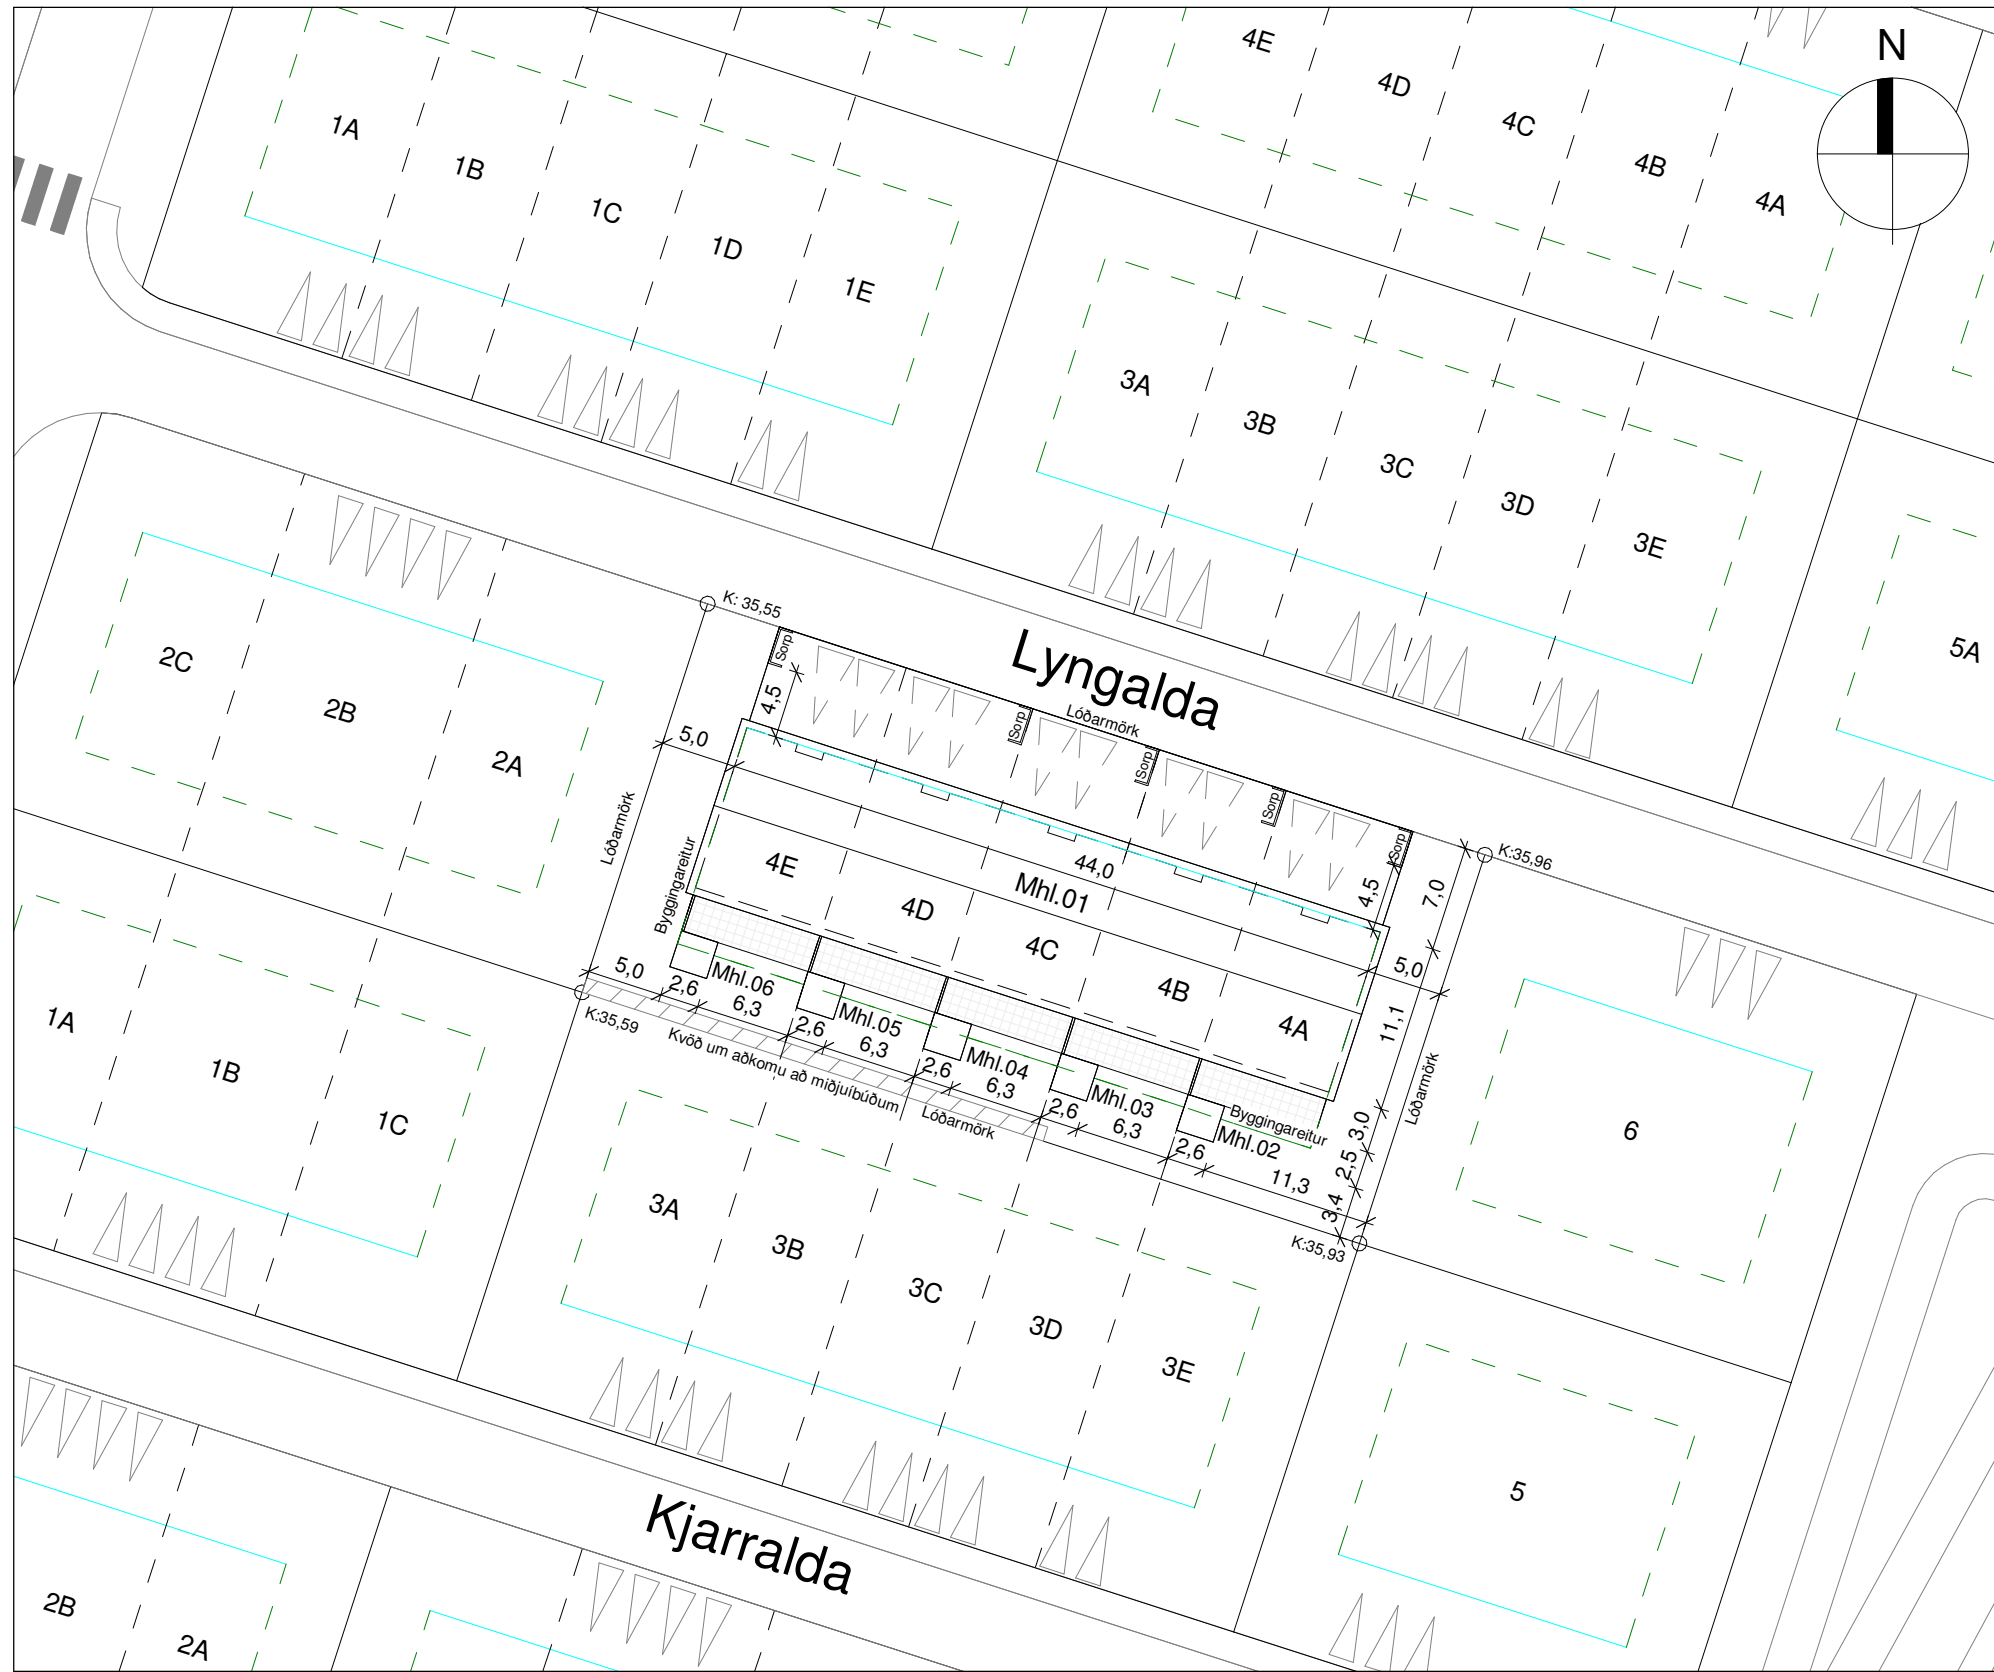 N
4E
4D
4C
4B
4A
1A
1B
1C
1D
1E
3A
3B
3C
3D
3E
5A
2C
2B
2A
K: 35,55
Lyngalda
Lóðarmörk
Sorp
Sorp
Sorp
Sorp
Sorp
4,5
5,0
Lóðarmörk
Byggingareitur
44,0
Mhl.01
4E
4D
4C
4B
4A
4,5
K:35,96
7,0
5,0
11,1
Lóðarmörk
3,0
2,5
3,4
5,0
2,6
Mhl.06
6,3
2,6
Mhl.05
6,3
2,6
Mhl.04
6,3
2,6
Mhl.03
6,3
2,6
Mhl.02
11,3
Byggingareitur
K:35,59
Kvöð um aðkomu að miðjuíbúðum
Lóðarmörk
K:35,93
1A
1B
1C
3A
3B
3C
3D
3E
6
5
Kjarralda
2B
2A